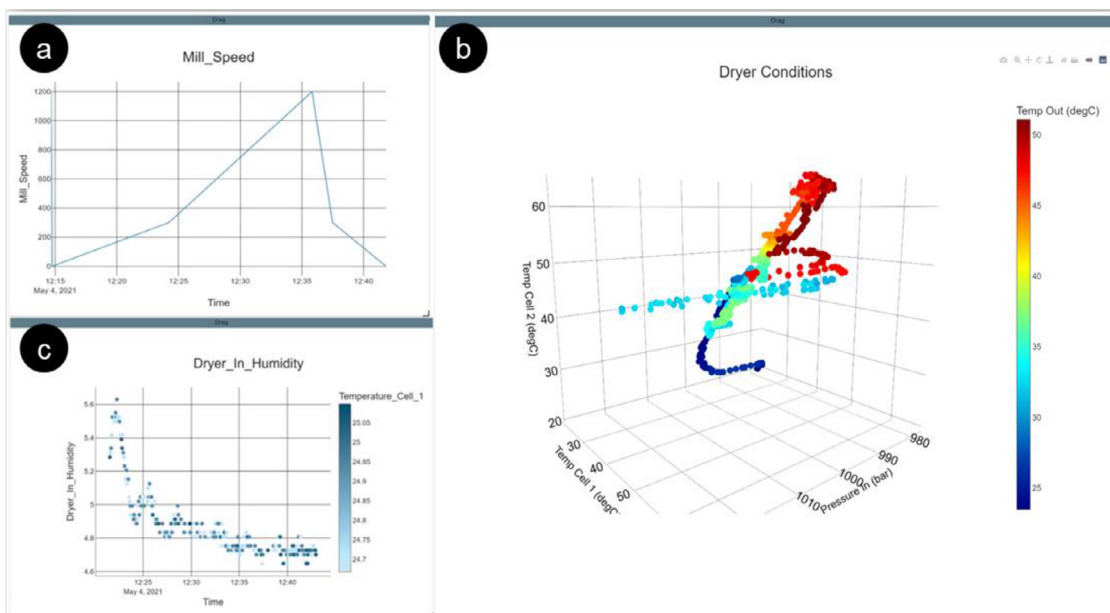 Drag
a
Mill_Speed
1200
1000
800
600
400
200
0
Mill_Speed
12:15
12:20
12:25
12:30
12:35
12:40
May 4, 2021
Time
Drag
b
Dryer Conditions
Temp Out (degC)
50
45
40
35
30
25
60
50
40
30
20
Temp Cell 2 (degC)
30
40
50
Temp Cell 1 (degC
1010
1000
990
980
Pressure In (bar)
Drag
c
Dryer_In_Humidity
Temperature_Cell_1
5.6
5.4
5.2
5.0
4.8
4.6
Dryer_In_Humidity
25.05
25
24.95
24.9
24.85
24.8
24.75
24.7
12:25
12:30
12:35
12:40
May 4, 2021
Time